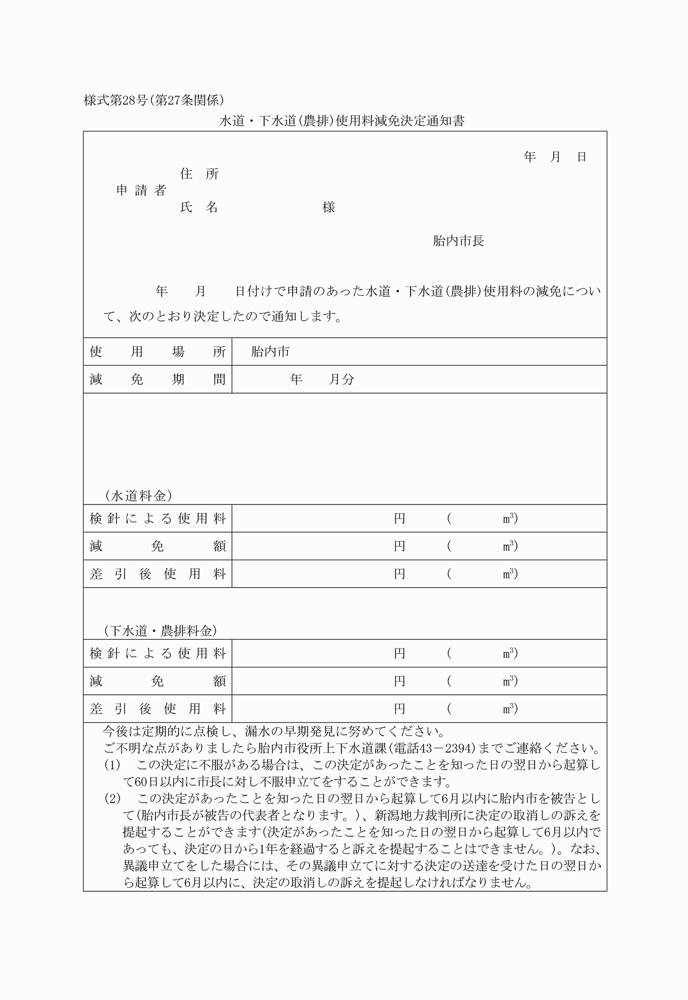 様式第28号(第27条関係)
水道・下水道(農排)使用料減免決定通知書
年　月　日
住　所
申 請 者
氏　名　　　　　　　　様
胎内市長
年　　月　　日付けで申請のあった水道・下水道(農排)使用料の減免につい
て、次のとおり決定したので通知します。
使　用　場　所　胎内市
減　免　期　間　　　　年　　月分
(水道料金)
検針による使用料　　　円　　(　　　　m³)
減　免　額　　　円　　(　　　　m³)
差引後使用料　　　円　　(　　　　m³)
(下水道・農排料金)
検針による使用料　　　円　　(　　　　m³)
減　免　額　　　円　　(　　　　m³)
差引後使用料　　　円　　(　　　　m³)
今後は定期的に点検し、漏水の早期発見に努めてください。
ご不明な点がありましたら胎内市役所上下水道課(電話43－2394)までご連絡ください。
(1)　この決定に不服がある場合は、この決定があったことを知った日の翌日から起算し
て60日以内に市長に対し不服申立てをすることができます。
(2)　この決定があったことを知った日の翌日から起算して6月以内に胎内市を被告とし
て(胎内市長が被告の代表者となります。)、新潟地方裁判所に決定の取消しの訴えを
提起することができます(決定があったことを知った日の翌日から起算して6月以内で
あっても、決定の日から1年を経過すると訴えを提起することはできません。)。なお、
異議申立てをした場合には、その異議申立てに対する決定の送達を受けた日の翌日か
ら起算して6月以内に、決定の取消しの訴えを提起しなければなりません。